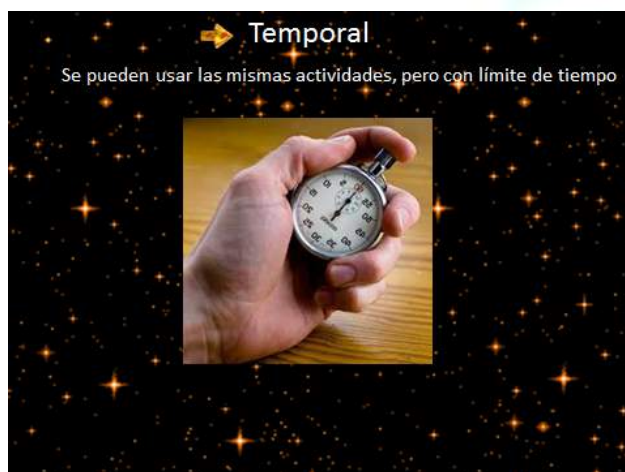 Temporal
Se pueden usar las mismas actividades, pero con límite de tiempo